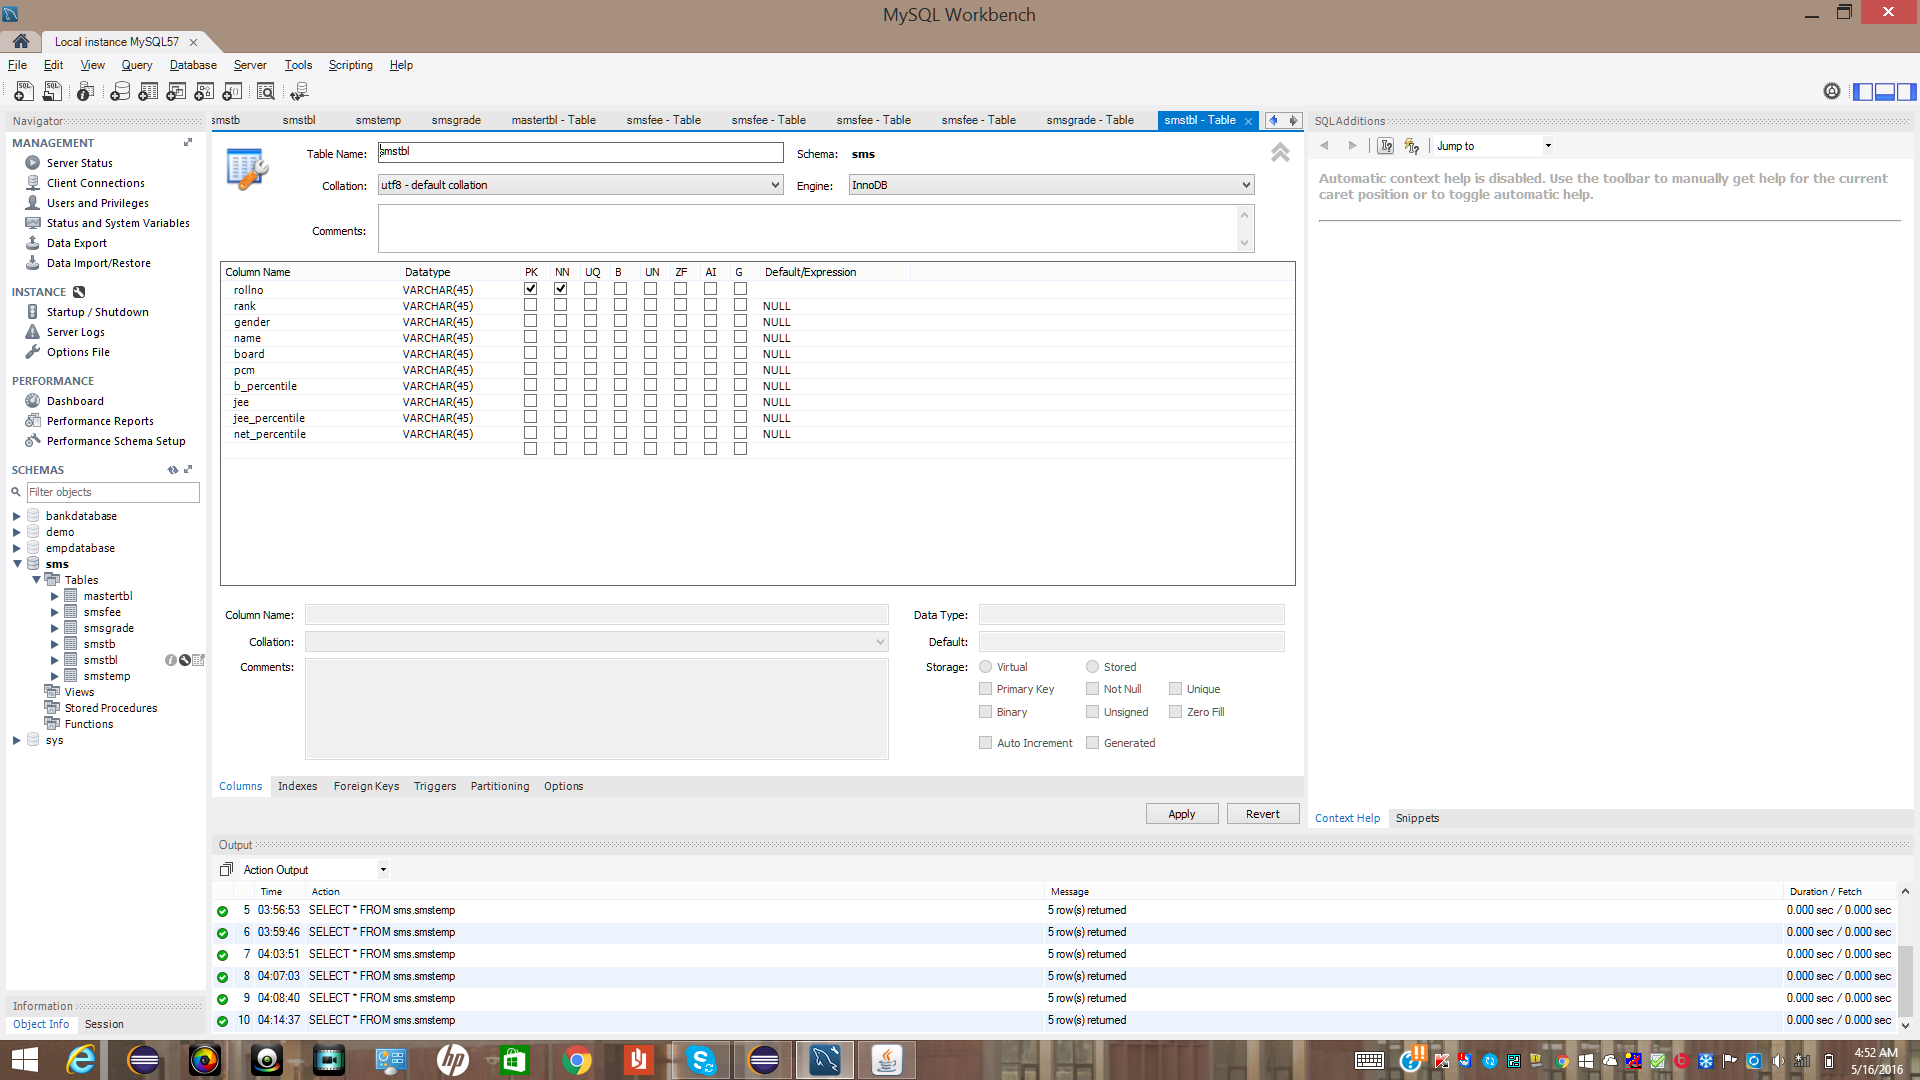 MySQL Workbench
Local instance MySQL57
File Edit View Query Database Server Tools Scripting Help
Navigator
MANAGEMENT
Server Status
Client Connections
Users and Privileges
Status and System Variables
Data Export
Data Import/Restore
INSTANCE
Startup / Shutdown
Server Logs
Options File
PERFORMANCE
Dashboard
Performance Reports
Performance Schema Setup
SCHEMAS
Filter objects
bankdatabase
demo
empdatabase
sms
Tables
mastertbl
smsfee
smsgrade
smstb
smstbl
smstemp
Views
Stored Procedures
Functions
sys
Information
Object Info Session
smstb smstbl smstemp smsgrade mastertbl - Table smsfee - Table smsfee - Table smsfee - Table smsfee - Table smsgrade - Table smstbl - Table
Table Name: smstbl Schema: sms
Collation: utf8 - default collation Engine: InnoDB
Comments:
Column Name Datatype PK NN UQ B UN ZF AI G Default/Expression
rollno VARCHAR(45)
rank VARCHAR(45) NULL
gender VARCHAR(45) NULL
name VARCHAR(45) NULL
board VARCHAR(45) NULL
pcm VARCHAR(45) NULL
b_percentile VARCHAR(45) NULL
jee VARCHAR(45) NULL
jee_percentile VARCHAR(45) NULL
net_percentile VARCHAR(45) NULL
Column Name: Data Type:
Collation: Default:
Comments: Storage: Virtual Stored
Primary Key Not Null Unique
Binary Unsigned Zero Fill
Auto Increment Generated
Columns Indexes Foreign Keys Triggers Partitioning Options
Apply Revert
SQL Additions
Jump to
Automatic context help is disabled. Use the toolbar to manually get help for the current
caret position or to toggle automatic help.
Context Help Snippets
Output
Action Output
Time Action Message Duration / Fetch
5 03:56:53 SELECT * FROM sms.smstemp 5 row(s) returned 0.000 sec / 0.000 sec
6 03:59:46 SELECT * FROM sms.smstemp 5 row(s) returned 0.000 sec / 0.000 sec
7 04:03:51 SELECT * FROM sms.smstemp 5 row(s) returned 0.000 sec / 0.000 sec
8 04:07:03 SELECT * FROM sms.smstemp 5 row(s) returned 0.000 sec / 0.000 sec
9 04:08:40 SELECT * FROM sms.smstemp 5 row(s) returned 0.000 sec / 0.000 sec
10 04:14:37 SELECT * FROM sms.smstemp 5 row(s) returned 0.000 sec / 0.000 sec
4:52 AM
5/16/2016